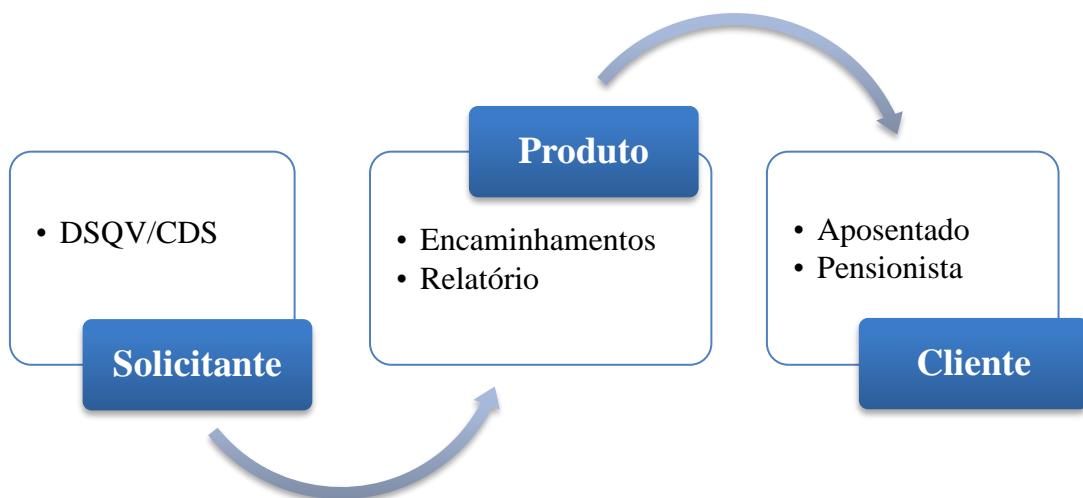 • DSQV/CDS
Solicitante
Produto
• Encaminhamentos
• Relatório
• Aposentado
• Pensionista
Cliente